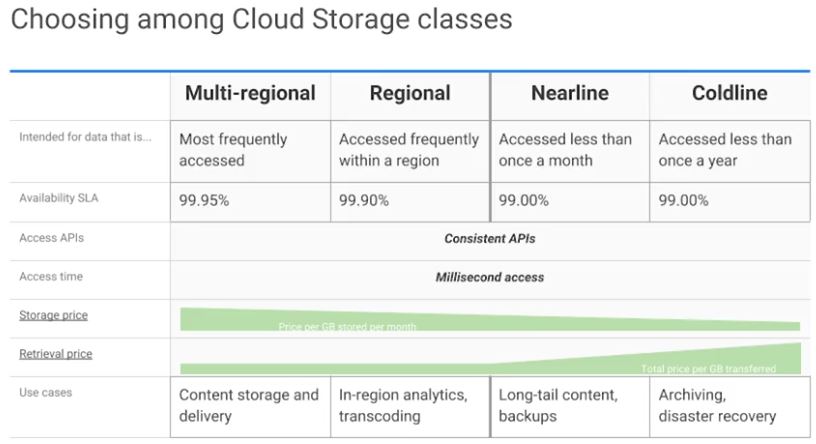 Choosing among Cloud Storage classes
Multi-regional Regional Nearline Coldline
Intended for data that is... Most frequently Accessed frequently Accessed less than Accessed less than
accessed within a region once a month once a year
Availability SLA 99.95% 99.90% 99.00% 99.00%
Access APIs Consistent APIs
Access time Millisecond access
Storage price
Price per GB stored per month
Retrieval price
Total price per GB transferred
Use cases Content storage and In-region analytics, Long-tail content, Archiving,
delivery transcoding backups disaster recovery